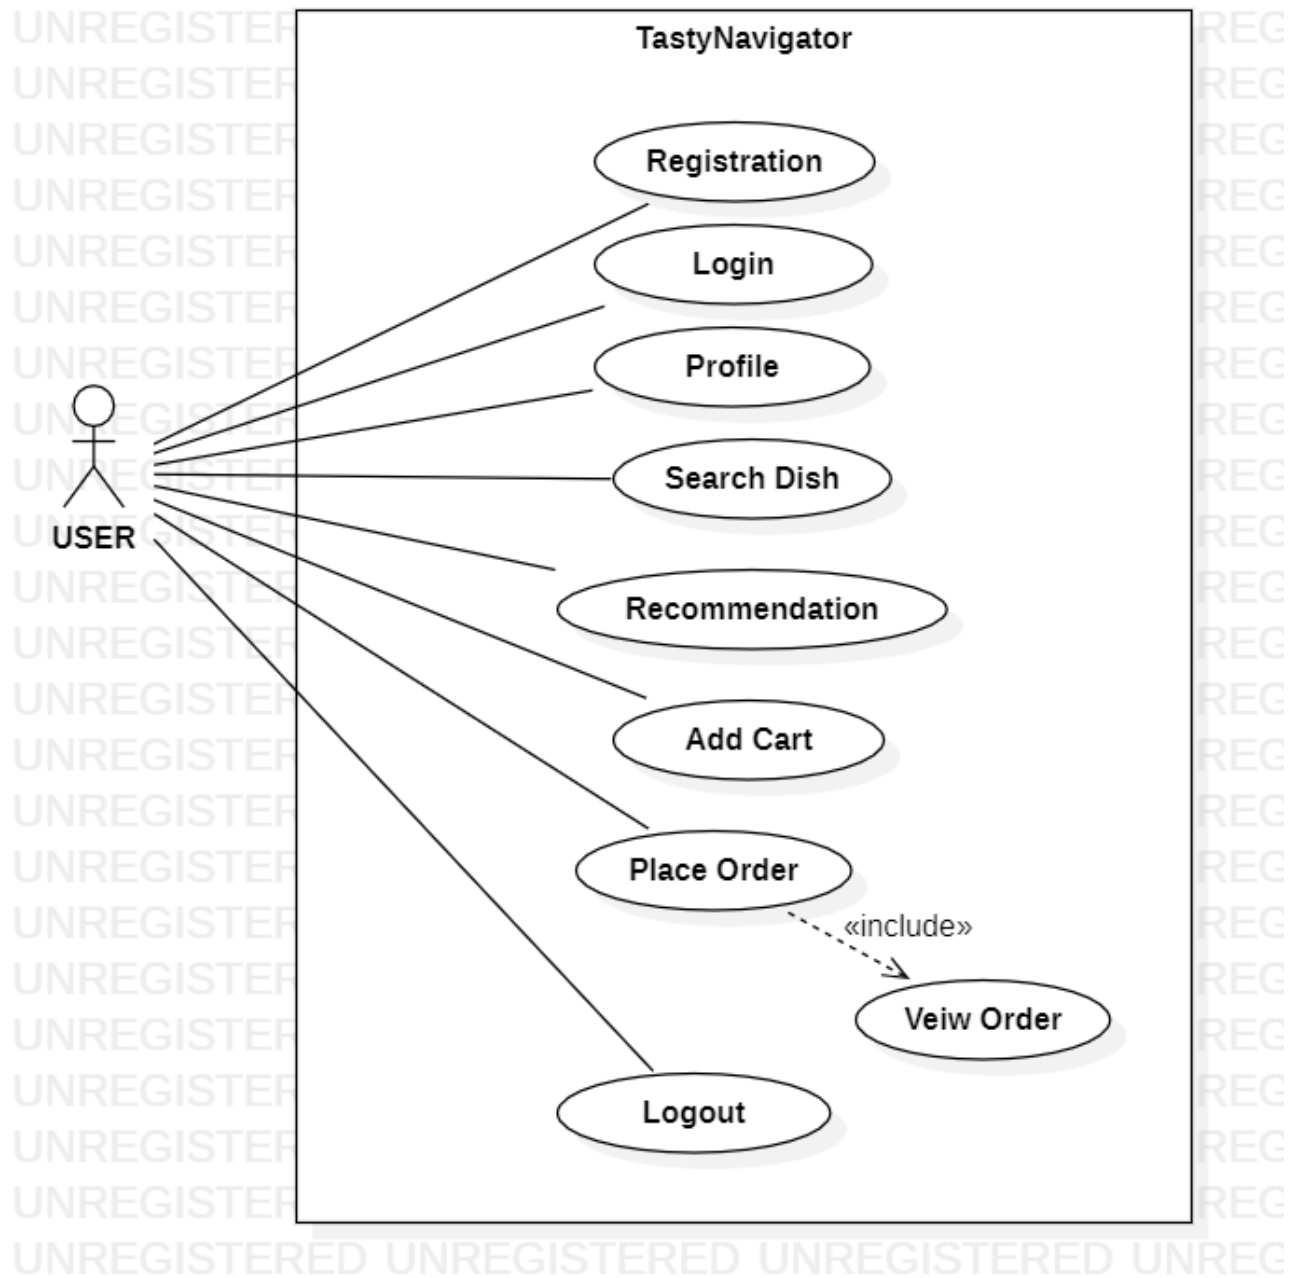 TastyNavigator
Registration
Login
Profile
Search Dish
USER
Recommendation
Add Cart
Place Order
«include»
Veiw Order
Logout
UNREGISTERED UNREGISTERED UNREGISTERED UNREG